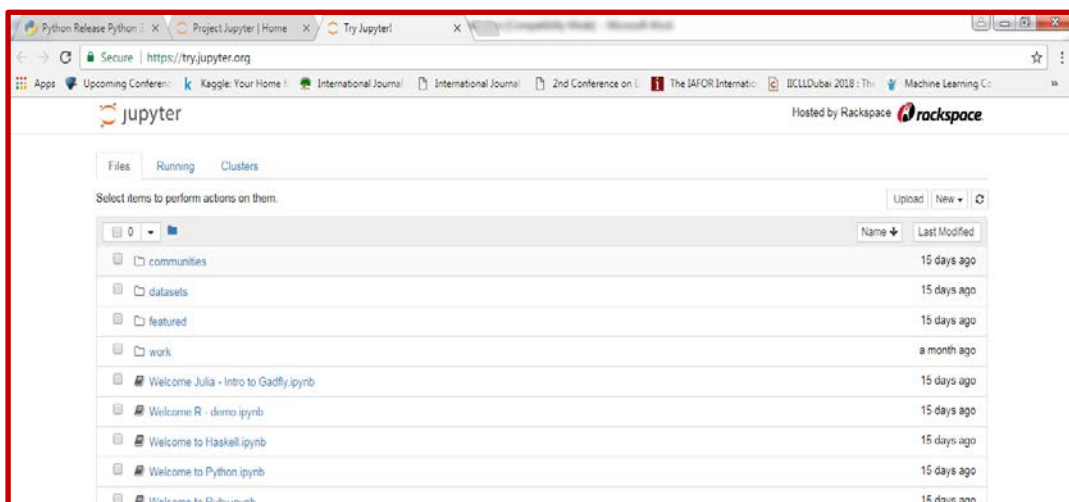 Python Release Python 3 Project Jupyter | Home Try Jupyter!
Secure | https://try.jupyter.org
Apps Upcoming Conferenc Kaggle: Your Home f International Journal International Journal 2nd Conference on E The IAFOR Internatio IICLLDubai 2018 : The Machine Learning Co
jupyter Hosted by Rackspace rackspace.
Files Running Clusters
Select items to perform actions on them. Upload New
0 Name Last Modified
communities 15 days ago
datasets 15 days ago
featured 15 days ago
work a month ago
Welcome Julia - Intro to Gadfly.ipynb 15 days ago
Welcome R - demo.ipynb 15 days ago
Welcome to Haskell.ipynb 15 days ago
Welcome to Python.ipynb 15 days ago
Welcome to Ruby.ipynb 15 days ago